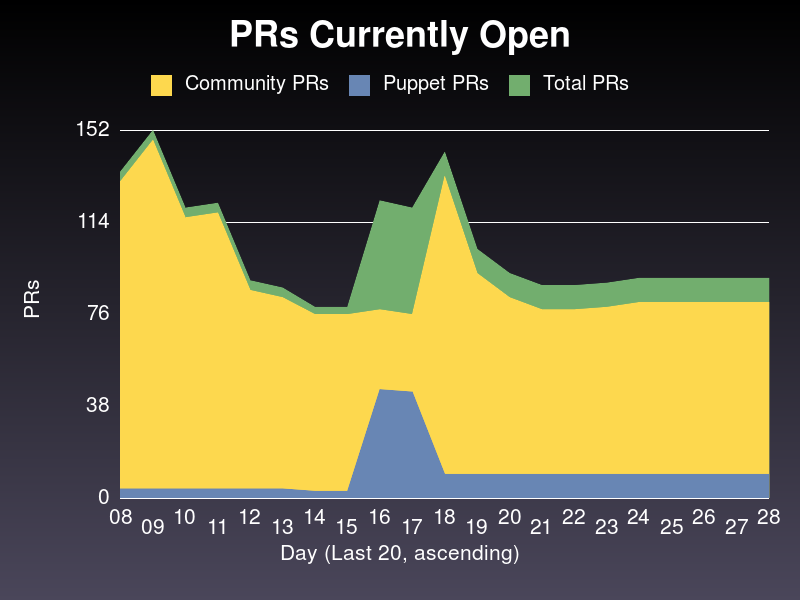 PRs Currently Open
Community PRs Puppet PRs Total PRs
152
114
76
38
0
PRs
08 09 10 11 12 13 14 15 16 17 18 19 20 21 22 23 24 25 26 27 28
Day (Last 20, ascending)